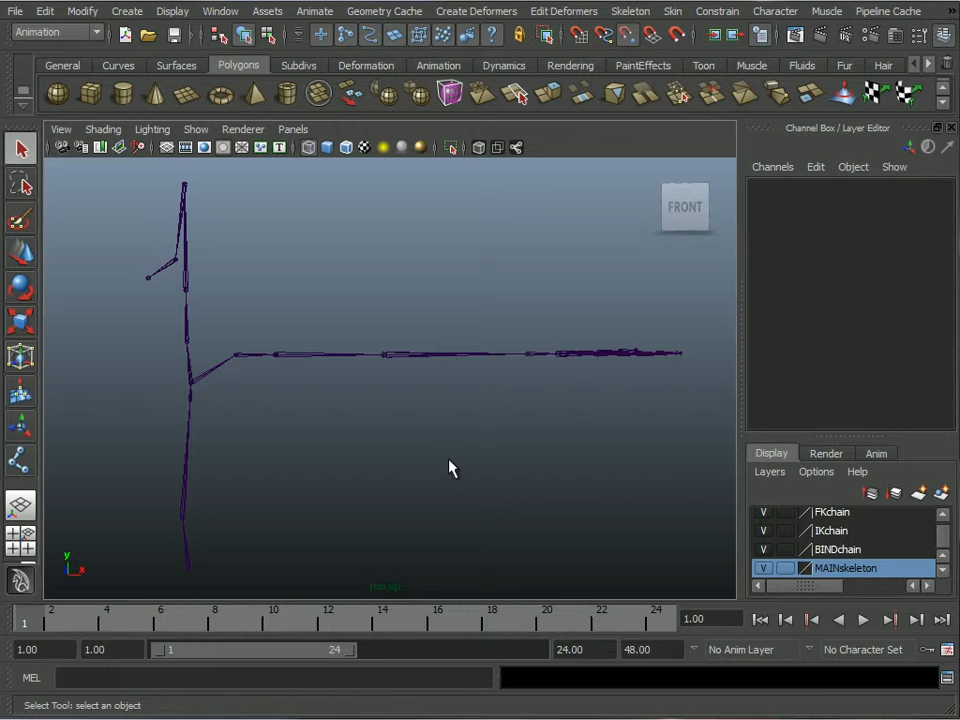 File Edit Modify Create Display Window Assets Animate Geometry Cache Create Deformers Edit Deformers Skeleton Skin Constrain Character Muscle Pipeline Cache »
Animation
General Curves Surfaces Polygons Subdivs Deformation Animation Dynamics Rendering PaintEffects Toon Muscle Fluids Fur Hair
View Shading Lighting Show Renderer Panels
Channel Box / Layer Editor
Channels Edit Object Show
FRONT
Display Render Anim
Layers Options Help
V FKchain
V IKchain
V BINDchain
V MAINskeleton
y
x
persp
1 2 4 6 8 10 12 14 16 18 20 22 24 1.00
1.00 1.00 1 24 24.00 48.00 No Anim Layer No Character Set
MEL
Select Tool: select an object